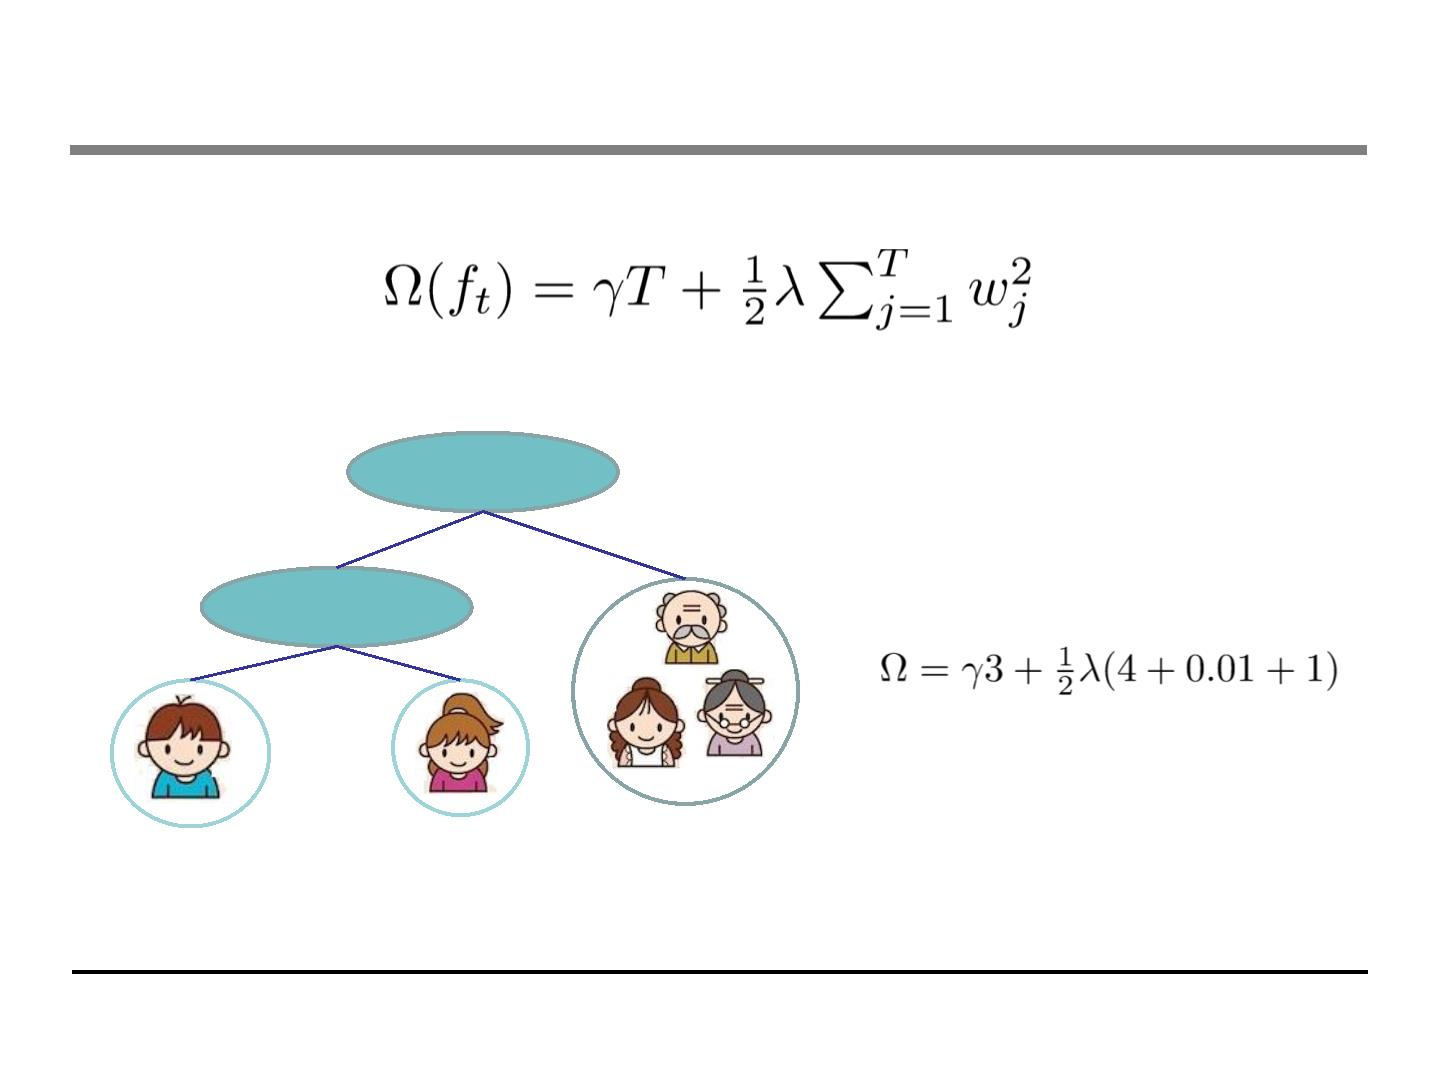 Ω(f_t) = γT + ½λ ∑_{j=1}^{T} w_j^2
Ω = γ3 + ½λ(4 + 0.01 + 1)